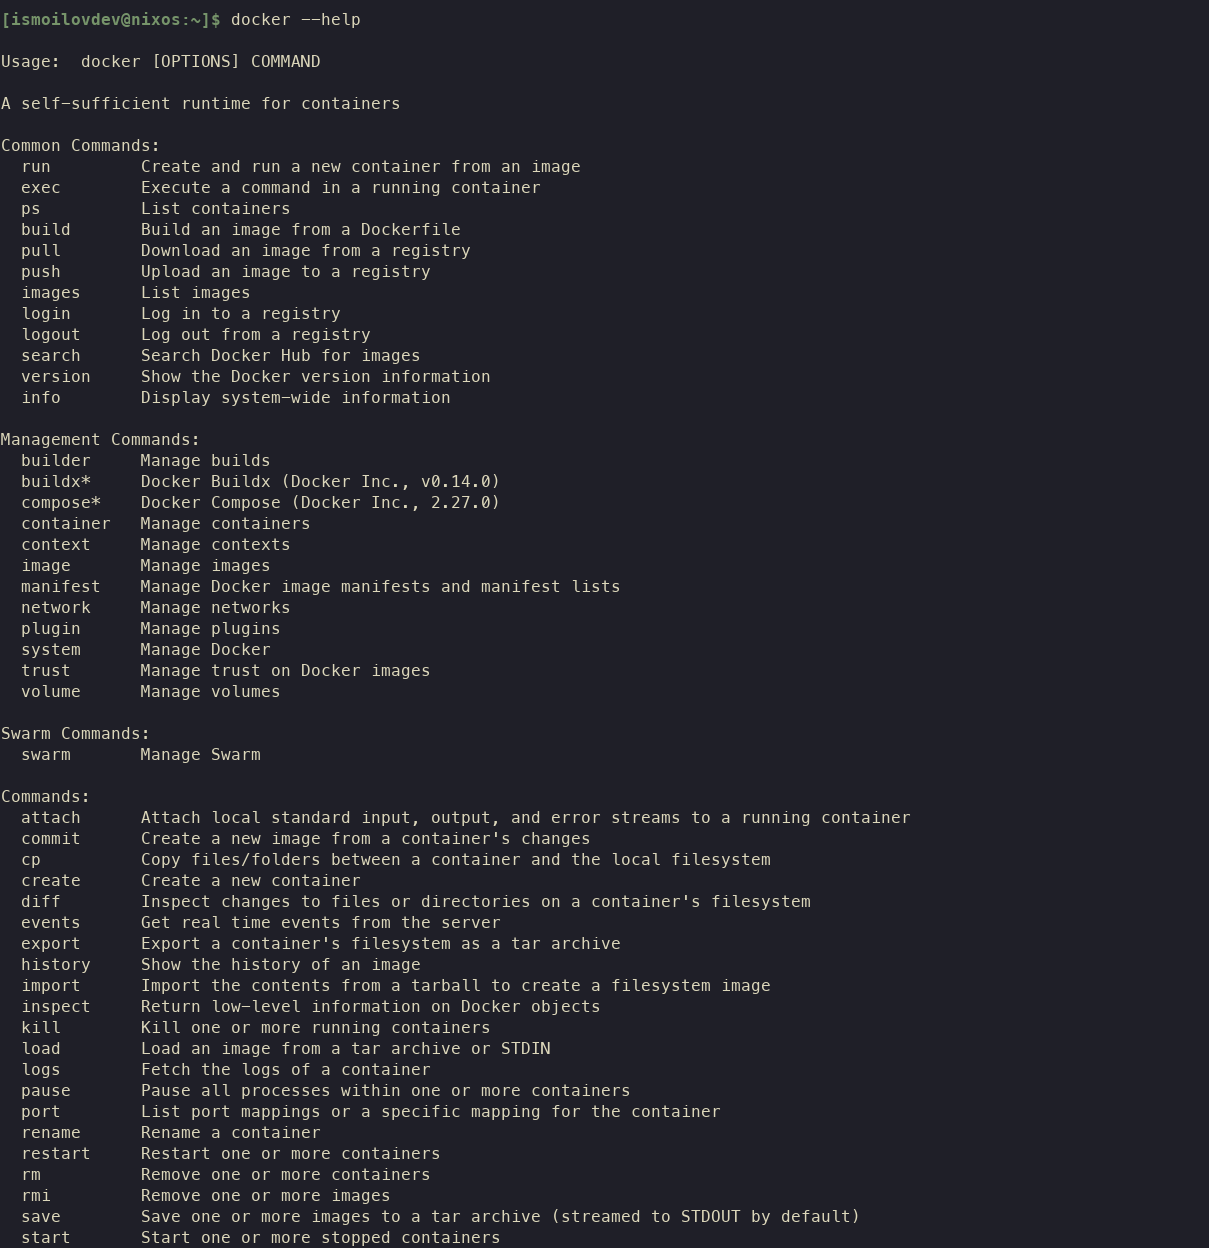 [ismoilovdev@nixos:~]$ docker --help
Usage:  docker [OPTIONS] COMMAND
A self-sufficient runtime for containers
Common Commands:
  run         Create and run a new container from an image
  exec        Execute a command in a running container
  ps          List containers
  build       Build an image from a Dockerfile
  pull        Download an image from a registry
  push        Upload an image to a registry
  images      List images
  login       Log in to a registry
  logout      Log out from a registry
  search      Search Docker Hub for images
  version     Show the Docker version information
  info        Display system-wide information
Management Commands:
  builder     Manage builds
  buildx*     Docker Buildx (Docker Inc., v0.14.0)
  compose*    Docker Compose (Docker Inc., 2.27.0)
  container   Manage containers
  context     Manage contexts
  image       Manage images
  manifest    Manage Docker image manifests and manifest lists
  network     Manage networks
  plugin      Manage plugins
  system      Manage Docker
  trust       Manage trust on Docker images
  volume      Manage volumes
Swarm Commands:
  swarm       Manage Swarm
Commands:
  attach      Attach local standard input, output, and error streams to a running container
  commit      Create a new image from a container's changes
  cp          Copy files/folders between a container and the local filesystem
  create      Create a new container
  diff        Inspect changes to files or directories on a container's filesystem
  events      Get real time events from the server
  export      Export a container's filesystem as a tar archive
  history     Show the history of an image
  import      Import the contents from a tarball to create a filesystem image
  inspect     Return low-level information on Docker objects
  kill        Kill one or more running containers
  load        Load an image from a tar archive or STDIN
  logs        Fetch the logs of a container
  pause       Pause all processes within one or more containers
  port        List port mappings or a specific mapping for the container
  rename      Rename a container
  restart     Restart one or more containers
  rm          Remove one or more containers
  rmi         Remove one or more images
  save        Save one or more images to a tar archive (streamed to STDOUT by default)
  start       Start one or more stopped containers